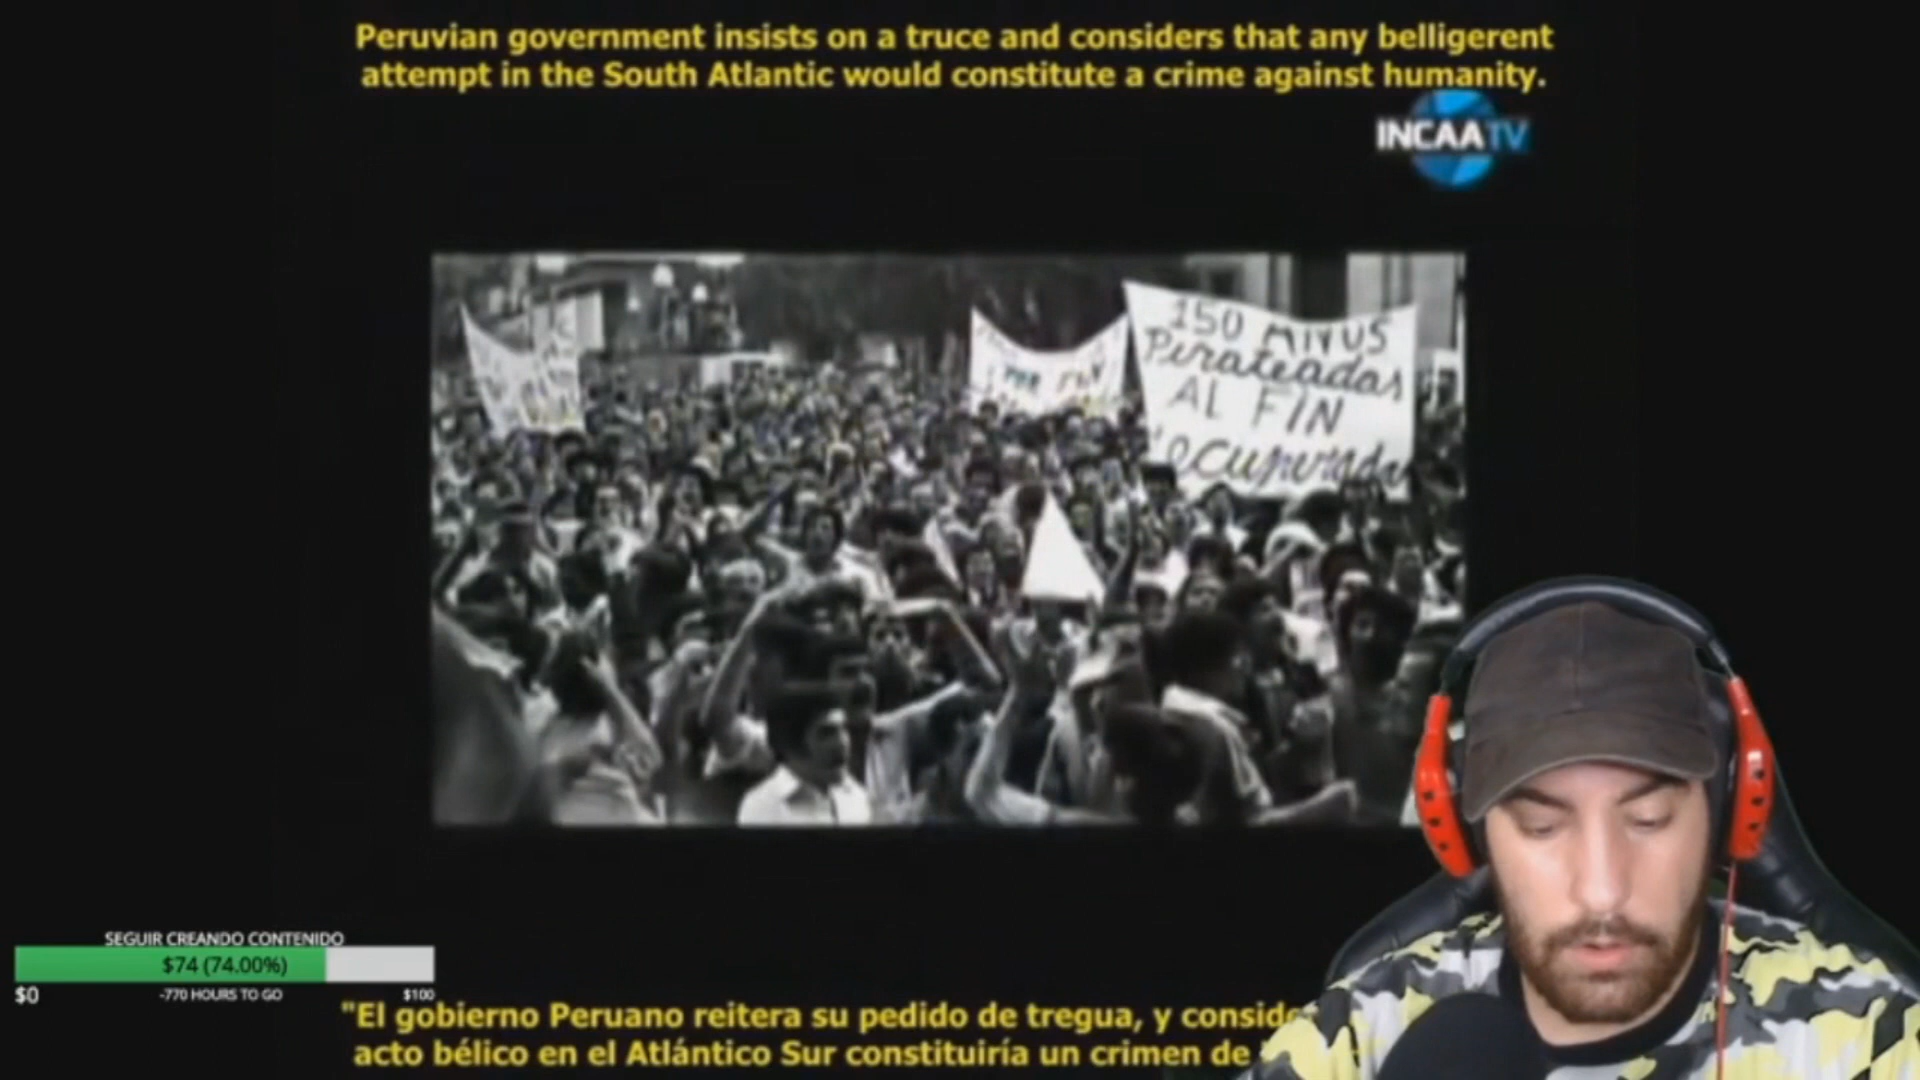 Peruvian government insists on a truce and considers that any belligerent
attempt in the South Atlantic would constitute a crime against humanity.
INCAATV
150 AÑOS
Pirateadas
AL FIN
SEGUIR CREANDO CONTENIDO
$74 (74.00%)
$0 -770 HOURS TO GO $100
"El gobierno Peruano reitera su pedido de tregua, y conside
acto bélico en el Atlántico Sur constituiría un crimen de